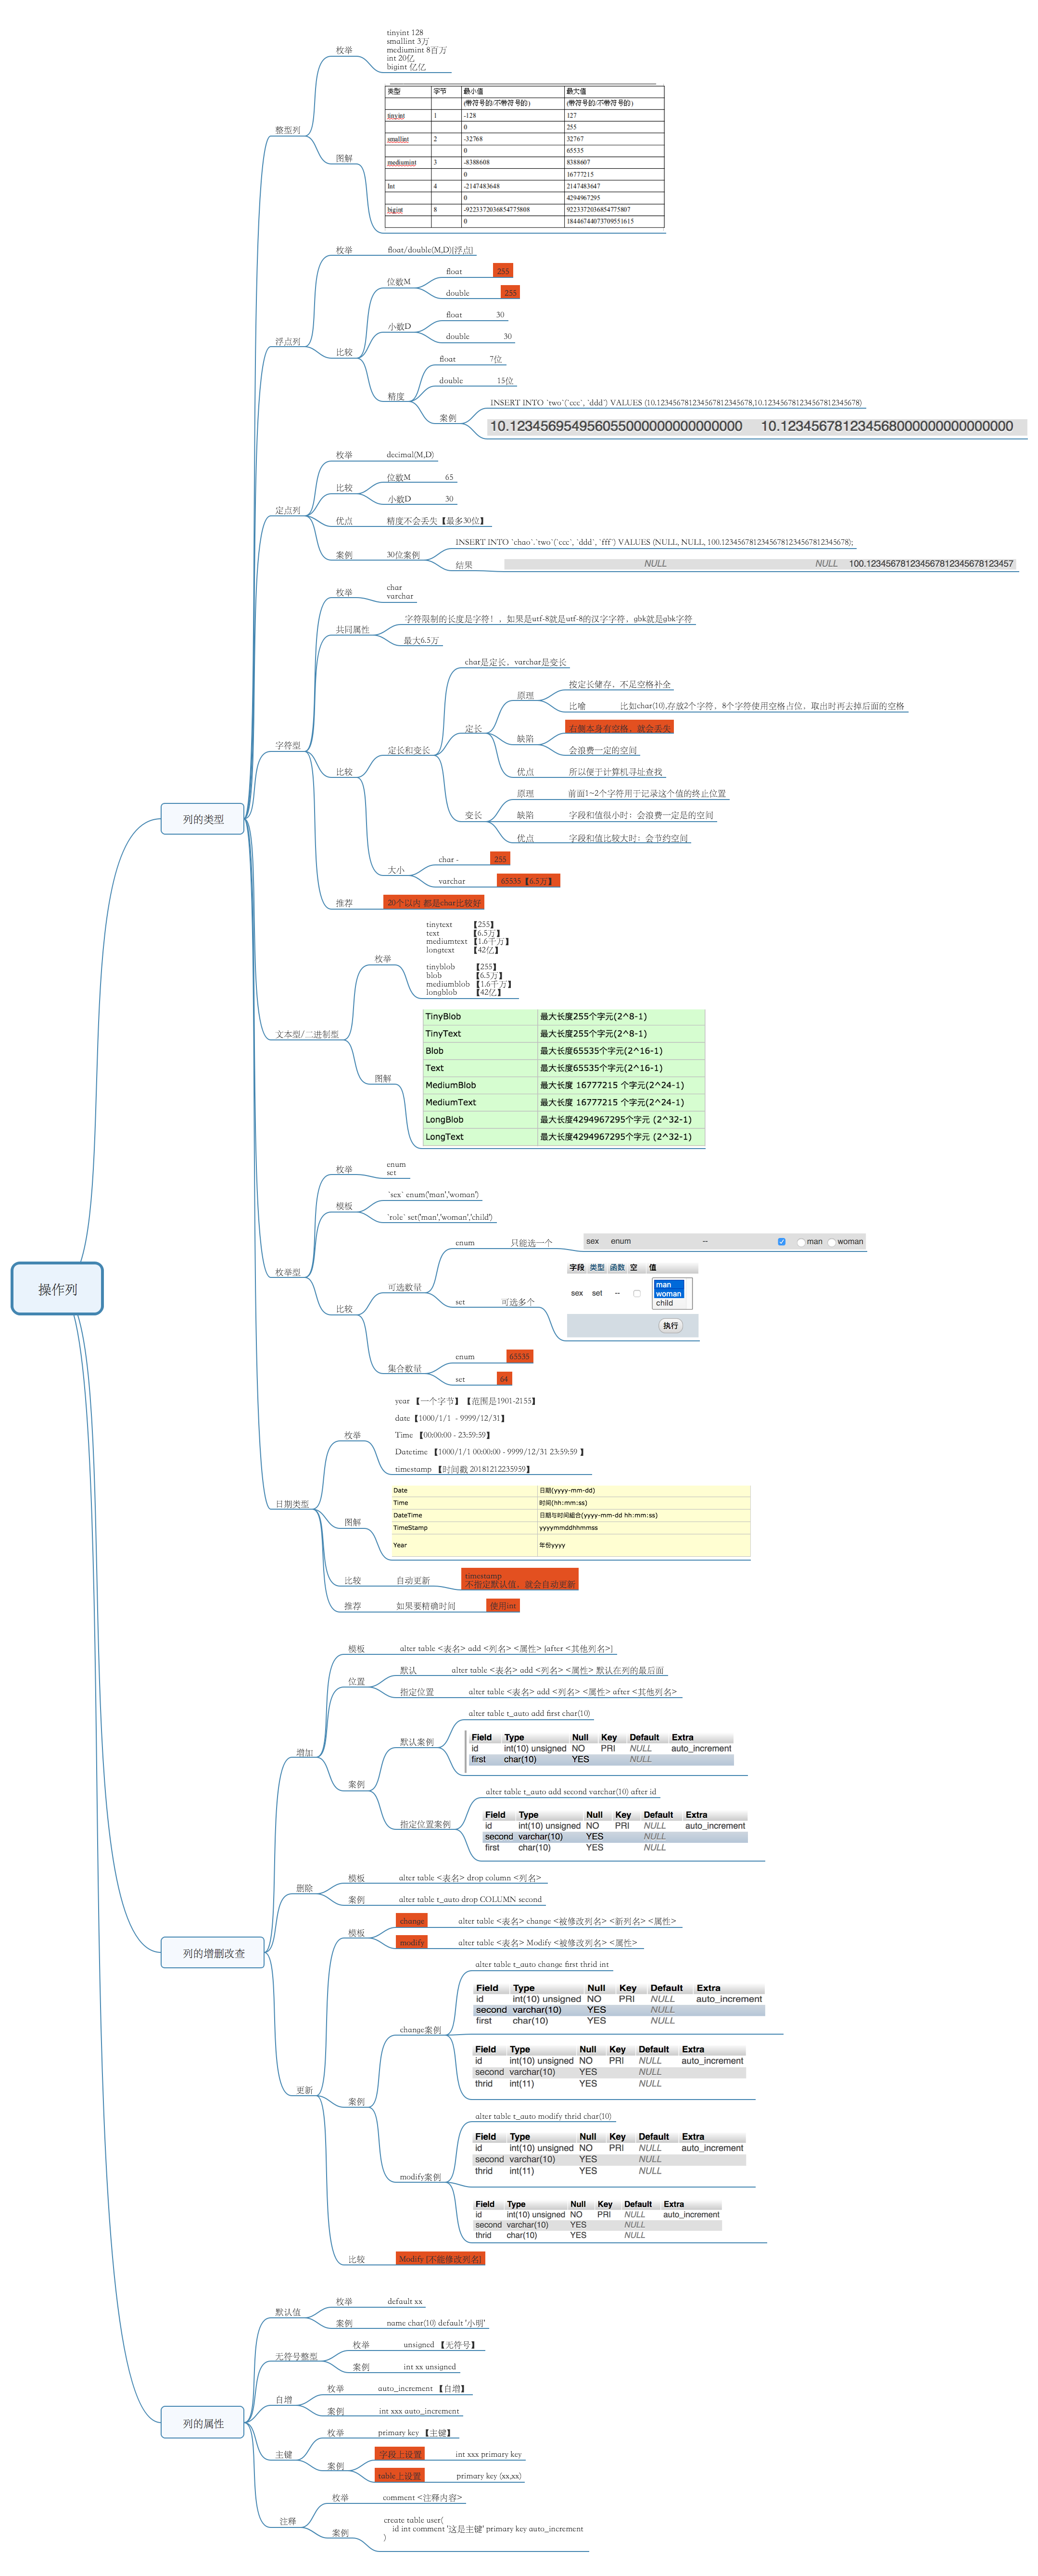 操作列
列的类型
整型列
枚举
tinyint 128
smallint 3万
mediumint 8百万
int 20亿
bigint 亿亿
图解
类型 字节 最小值 最大值
(带符号的/不带符号的) (带符号的/不带符号的)
tinyint 1 -128 127
0 255
smallint 2 -32768 32767
0 65535
mediumint 3 -8388608 8388607
0 16777215
Int 4 -2147483648 2147483647
0 4294967295
bigint 8 -9223372036854775808 9223372036854775807
0 18446744073709551615
浮点列
枚举 float/double(M,D)[浮点]
比较
位数M
float 255
double 255
小数D
float 30
double 30
精度
float 7位
double 15位
案例
INSERT INTO `two`(`ccc`, `ddd`) VALUES (10.123456781234567812345678,10.123456781234567812345678)
10.123456954956055000000000000000 10.123456781234568000000000000000
定点列
枚举 decimal(M,D)
比较
位数M 65
小数D 30
优点 精度不会丢失【最多30位】
案例 30位案例
INSERT INTO `chao`.`two`(`ccc`, `ddd`, `fff`) VALUES (NULL, NULL, 100.12345678123456781234567812345678);
结果 NULL NULL 100.123456781234567812345678123457
字符型
枚举
char
varchar
共同属性
字符限制的长度是字符！，如果是utf-8就是utf-8的汉字字符，gbk就是gbk字符
最大6.5万
比较
定长和变长
char是定长，varchar是变长
定长
原理
按定长储存，不足空格补全
比喻 比如char(10),存放2个字符，8个字符使用空格占位，取出时再去掉后面的空格
缺陷
右侧本身有空格，就会丢失
会浪费一定的空间
优点 所以便于计算机寻址查找
变长
原理 前面1~2个字符用于记录这个值的终止位置
缺陷 字段和值很小时：会浪费一定是的空间
优点 字段和值比较大时：会节约空间
大小
char - 255
varchar 65535【6.5万】
推荐 20个以内 都是char比较好
文本型/二进制型
枚举
tinytext 【255】
text 【6.5万】
mediumtext 【1.6千万】
longtext 【42亿】
tinyblob 【255】
blob 【6.5万】
mediumblob 【1.6千万】
longblob 【42亿】
图解
TinyBlob 最大长度255个字元(2^8-1)
TinyText 最大长度255个字元(2^8-1)
Blob 最大长度65535个字元(2^16-1)
Text 最大长度65535个字元(2^16-1)
MediumBlob 最大长度 16777215 个字元(2^24-1)
MediumText 最大长度 16777215 个字元(2^24-1)
LongBlob 最大长度4294967295个字元 (2^32-1)
LongText 最大长度4294967295个字元 (2^32-1)
枚举型
枚举
enum
set
模板
`sex` enum('man','woman')
`role` set('man','woman','child')
比较
可选数量
enum 只能选一个
sex enum -- man woman
set 可选多个
字段 类型 函数 空 值
sex set --
man
woman
child
执行
集合数量
enum 65535
set 64
日期类型
枚举
year 【一个字节】【范围是1901-2155】
date【1000/1/1 - 9999/12/31】
Time 【00:00:00 - 23:59:59】
Datetime 【1000/1/1 00:00:00 - 9999/12/31 23:59:59 】
timestamp 【时间戳 20181212235959】
图解
Date 日期(yyyy-mm-dd)
Time 时间(hh:mm:ss)
DateTime 日期与时间組合(yyyy-mm-dd hh:mm:ss)
TimeStamp yyyymmddhhmmss
Year 年份yyyy
比较 自动更新
timestamp
不指定默认值，就会自动更新
推荐 如果要精确时间 使用int
列的增删改查
增加
模板 alter table <表名> add <列名> <属性> [after <其他列名>]
位置
默认 alter table <表名> add <列名> <属性> 默认在列的最后面
指定位置 alter table <表名> add <列名> <属性> after <其他列名>
案例
默认案例
alter table t_auto add first char(10)
Field Type Null Key Default Extra
id int(10) unsigned NO PRI NULL auto_increment
first char(10) YES NULL
指定位置案例
alter table t_auto add second varchar(10) after id
Field Type Null Key Default Extra
id int(10) unsigned NO PRI NULL auto_increment
second varchar(10) YES NULL
first char(10) YES NULL
删除
模板 alter table <表名> drop column <列名>
案例 alter table t_auto drop COLUMN second
更新
模板
change alter table <表名> change <被修改列名> <新列名> <属性>
modify alter table <表名> Modify <被修改列名> <属性>
案例
change案例
alter table t_auto change first thrid int
Field Type Null Key Default Extra
id int(10) unsigned NO PRI NULL auto_increment
second varchar(10) YES NULL
first char(10) YES NULL
Field Type Null Key Default Extra
id int(10) unsigned NO PRI NULL auto_increment
second varchar(10) YES NULL
thrid int(11) YES NULL
modify案例
alter table t_auto modify thrid char(10)
Field Type Null Key Default Extra
id int(10) unsigned NO PRI NULL auto_increment
second varchar(10) YES NULL
thrid int(11) YES NULL
Field Type Null Key Default Extra
id int(10) unsigned NO PRI NULL auto_increment
second varchar(10) YES NULL
thrid char(10) YES NULL
比较 Modify [不能修改列名]
列的属性
默认值
枚举 default xx
案例 name char(10) default '小明'
无符号整型
枚举 unsigned 【无符号】
案例 int xx unsigned
自增
枚举 auto_increment 【自增】
案例 int xxx auto_increment
主键
枚举 primary key 【主键】
案例
字段上设置 int xxx primary key
table上设置 primary key (xx,xx)
注释
枚举 comment <注释内容>
案例
create table user(
id int comment '这是主键' primary key auto_increment
)